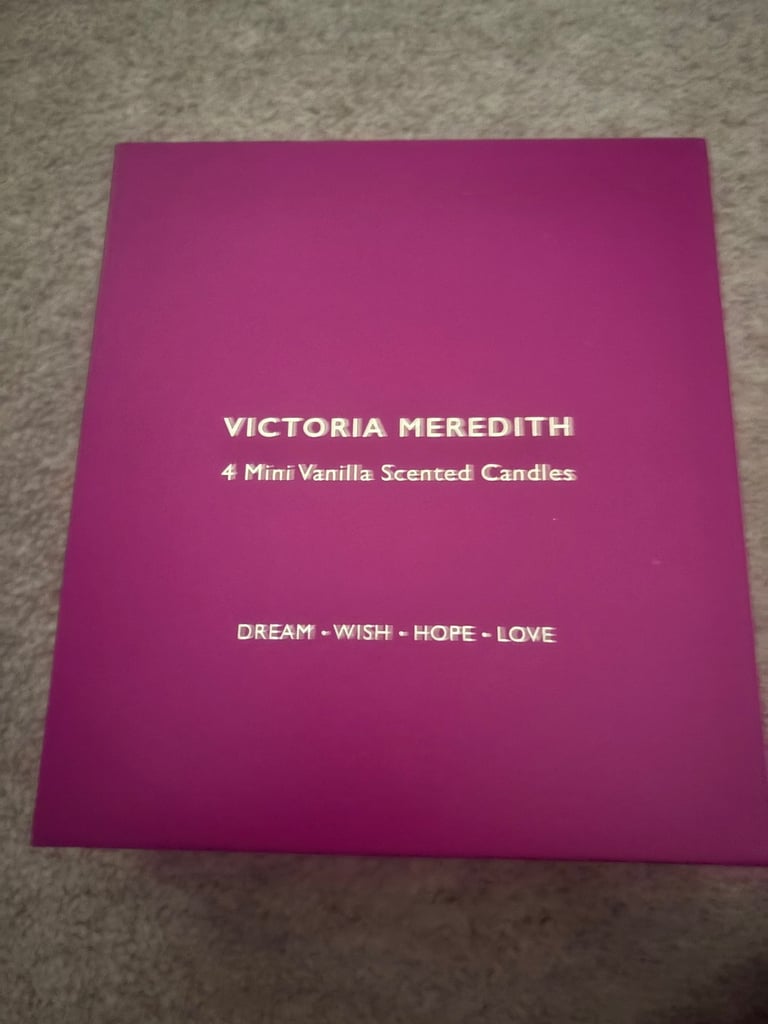 VICTORIA MEREDITH
4 Mini Vanilla Scented Candles
DREAM - WISH - HOPE - LOVE